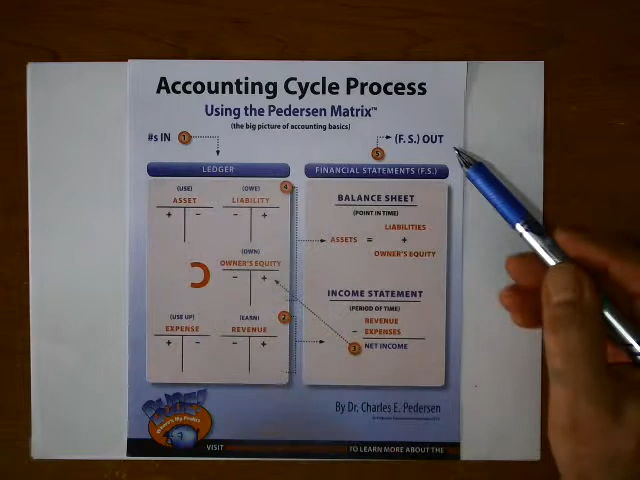 Accounting Cycle Process
Using the Pedersen Matrix™
(the big picture of accounting basics)
#s IN 1
5 (F. S.) OUT
LEDGER
(USE)
ASSET
+ -
(OWE)
LIABILITY
- +
4
(OWN)
OWNER'S EQUITY
- +
(USE UP)
EXPENSE
+ -
(EARN)
REVENUE
- +
2
FINANCIAL STATEMENTS (F.S.)
BALANCE SHEET
(POINT IN TIME)
ASSETS = LIABILITIES
+
OWNER'S EQUITY
INCOME STATEMENT
(PERIOD OF TIME)
REVENUE
- EXPENSES
3 NET INCOME
By Dr. Charles E. Pedersen
Where's My Profit?
VISIT
TO LEARN MORE ABOUT THE